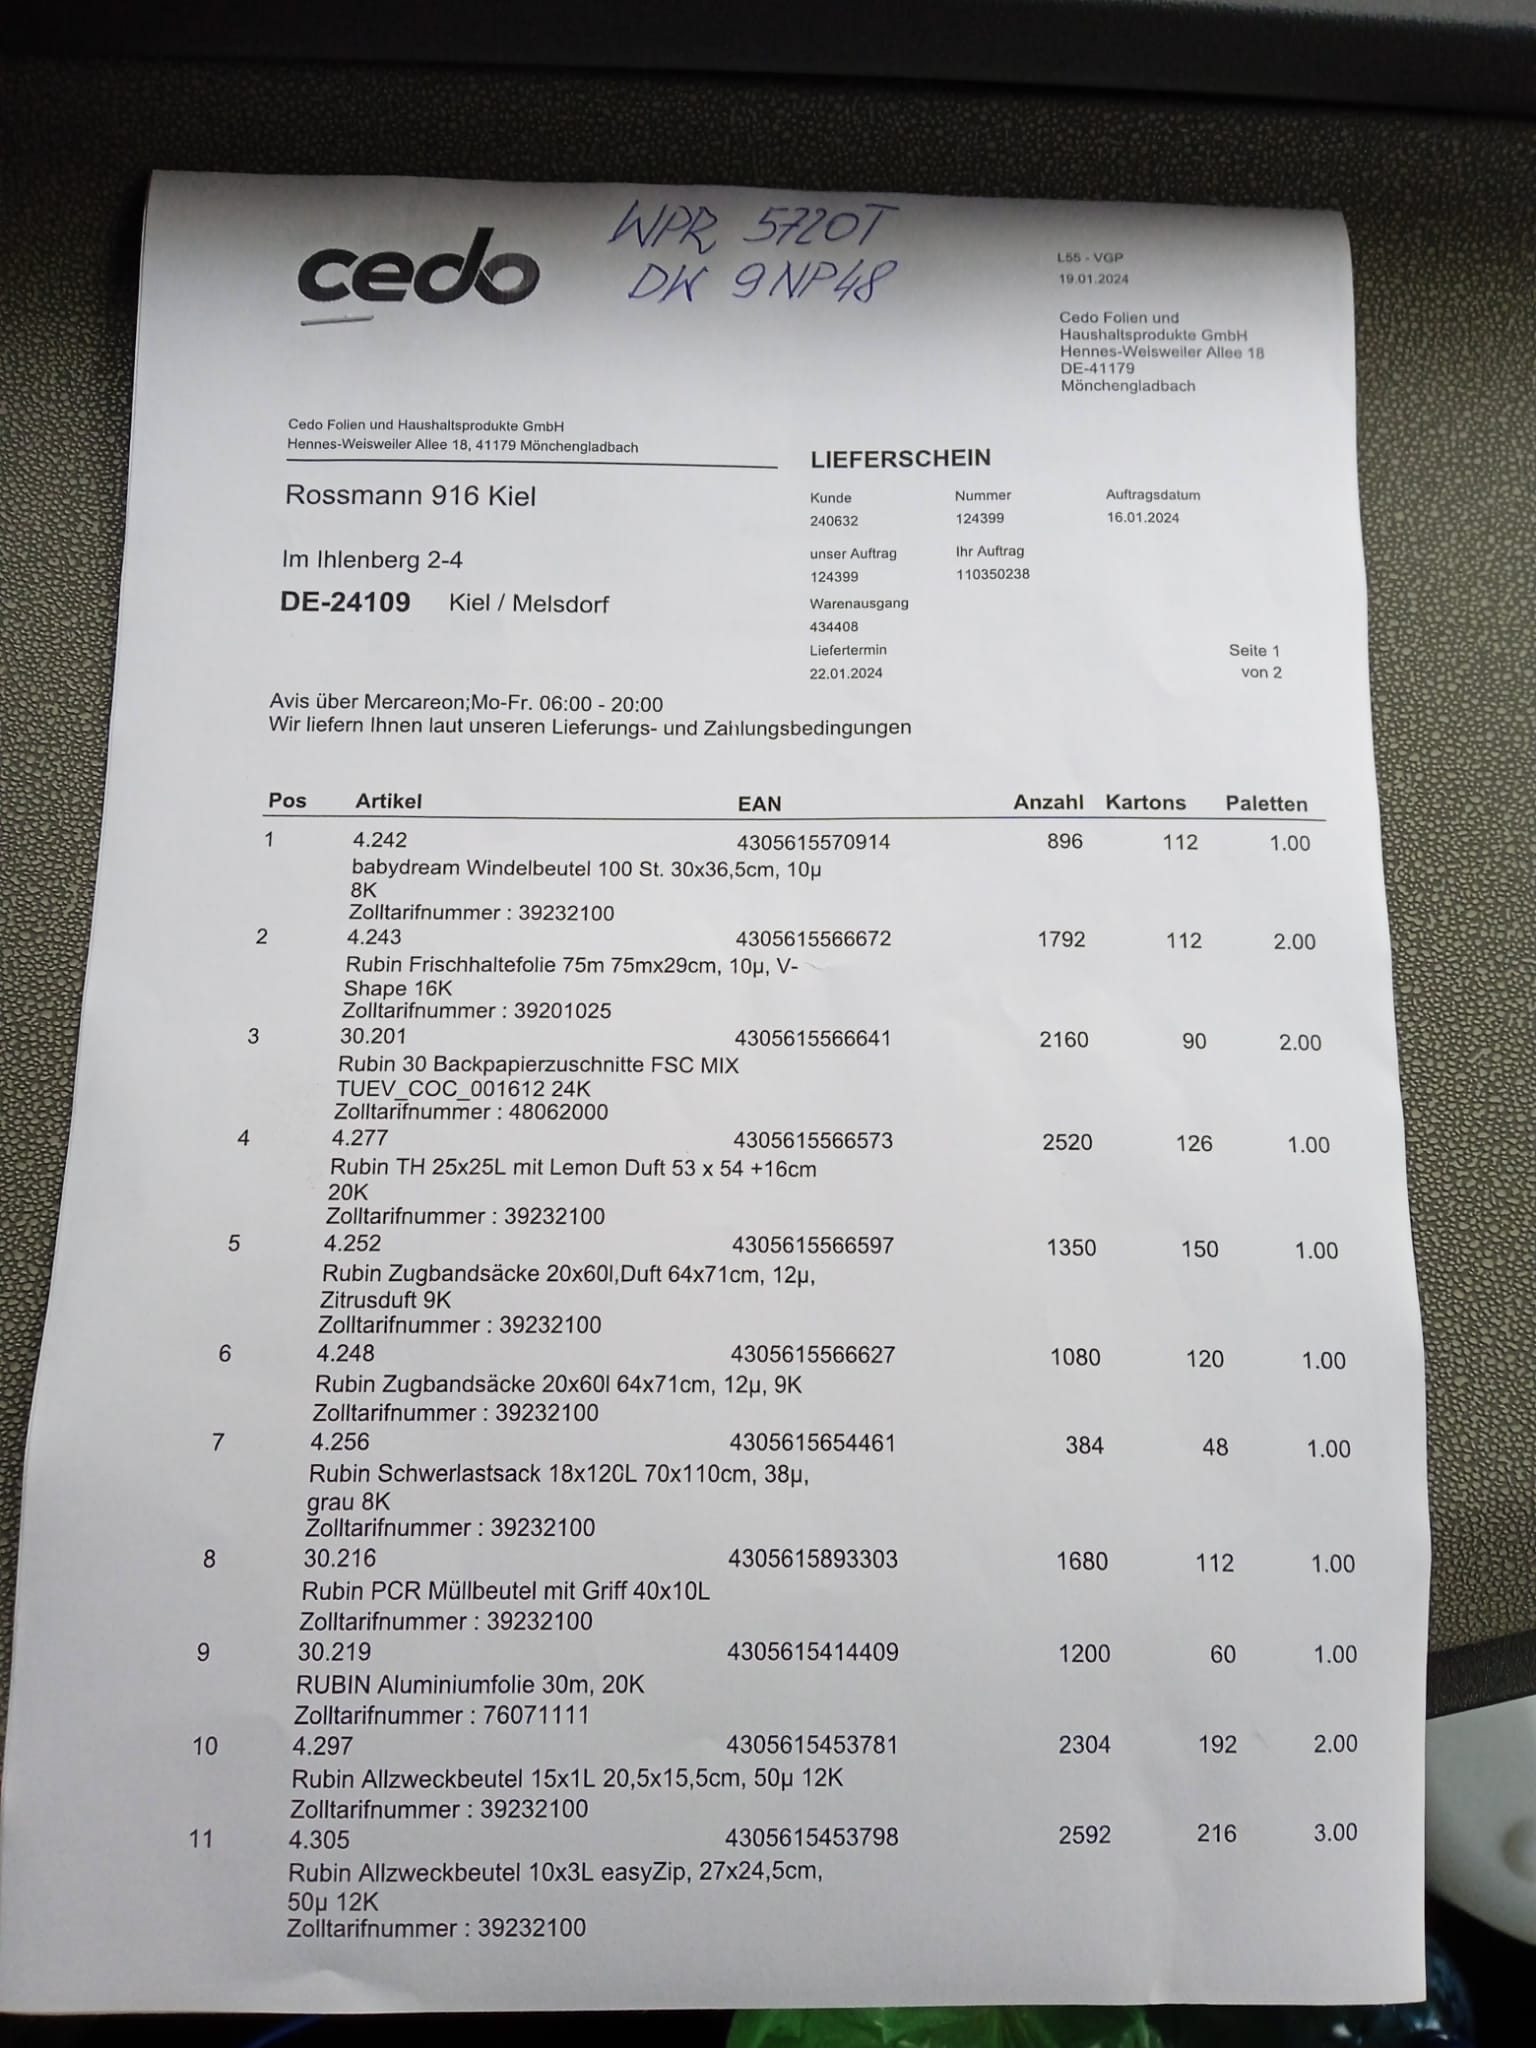 WPR 5720T
DW 9NP48
cedo
L55 - VGP
19.01.2024
Cedo Folien und
Haushaltsprodukte GmbH
Hennes-Weisweiler Allee 18
DE-41179
Mönchengladbach
Cedo Folien und Haushaltsprodukte GmbH
Hennes-Weisweiler Allee 18, 41179 Mönchengladbach
LIEFERSCHEIN
Rossmann 916 Kiel
Im Ihlenberg 2-4
DE-24109 Kiel / Melsdorf
Kunde Nummer Auftragsdatum
240632 124399 16.01.2024
unser Auftrag Ihr Auftrag
124399 110350238
Warenausgang
434408
Liefertermin Seite 1
22.01.2024 von 2
Avis über Mercareon;Mo-Fr. 06:00 - 20:00
Wir liefern Ihnen laut unseren Lieferungs- und Zahlungsbedingungen
Pos Artikel EAN Anzahl Kartons Paletten
1 4.242 4305615570914 896 112 1.00
babydream Windelbeutel 100 St. 30x36,5cm, 10µ
8K
Zolltarifnummer : 39232100
2 4.243 4305615566672 1792 112 2.00
Rubin Frischhaltefolie 75m 75mx29cm, 10µ, V-
Shape 16K
Zolltarifnummer : 39201025
3 30.201 4305615566641 2160 90 2.00
Rubin 30 Backpapierzuschnitte FSC MIX
TUEV_COC_001612 24K
Zolltarifnummer : 48062000
4 4.277 4305615566573 2520 126 1.00
Rubin TH 25x25L mit Lemon Duft 53 x 54 +16cm
20K
Zolltarifnummer : 39232100
5 4.252 4305615566597 1350 150 1.00
Rubin Zugbandsäcke 20x60l,Duft 64x71cm, 12µ,
Zitrusduft 9K
Zolltarifnummer : 39232100
6 4.248 4305615566627 1080 120 1.00
Rubin Zugbandsäcke 20x60l 64x71cm, 12µ, 9K
Zolltarifnummer : 39232100
7 4.256 4305615654461 384 48 1.00
Rubin Schwerlastsack 18x120L 70x110cm, 38µ,
grau 8K
Zolltarifnummer : 39232100
8 30.216 4305615893303 1680 112 1.00
Rubin PCR Müllbeutel mit Griff 40x10L
Zolltarifnummer : 39232100
9 30.219 4305615414409 1200 60 1.00
RUBIN Aluminiumfolie 30m, 20K
Zolltarifnummer : 76071111
10 4.297 4305615453781 2304 192 2.00
Rubin Allzweckbeutel 15x1L 20,5x15,5cm, 50µ 12K
Zolltarifnummer : 39232100
11 4.305 4305615453798 2592 216 3.00
Rubin Allzweckbeutel 10x3L easyZip, 27x24,5cm,
50µ 12K
Zolltarifnummer : 39232100